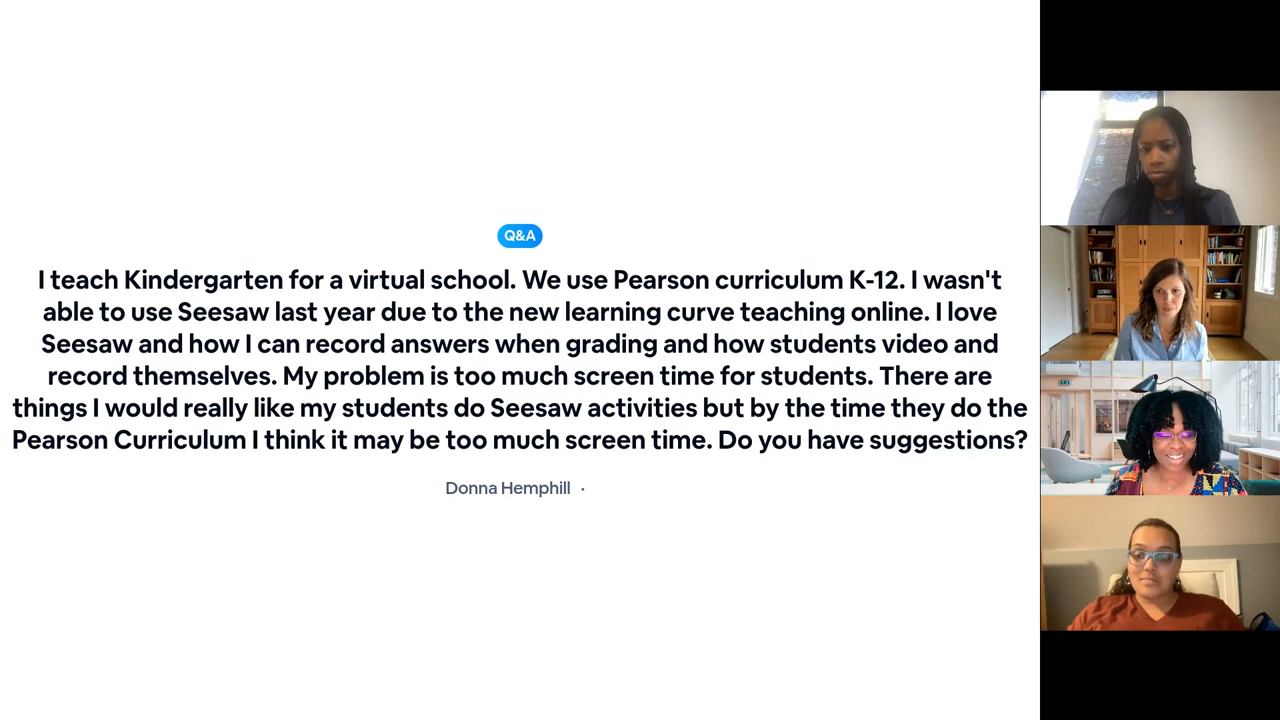 Q&A
I teach Kindergarten for a virtual school. We use Pearson curriculum K-12. I wasn't
able to use Seesaw last year due to the new learning curve teaching online. I love
Seesaw and how I can record answers when grading and how students video and
record themselves. My problem is too much screen time for students. There are
things I would really like my students do Seesaw activities but by the time they do the
Pearson Curriculum I think it may be too much screen time. Do you have suggestions?
Donna Hemphill ·